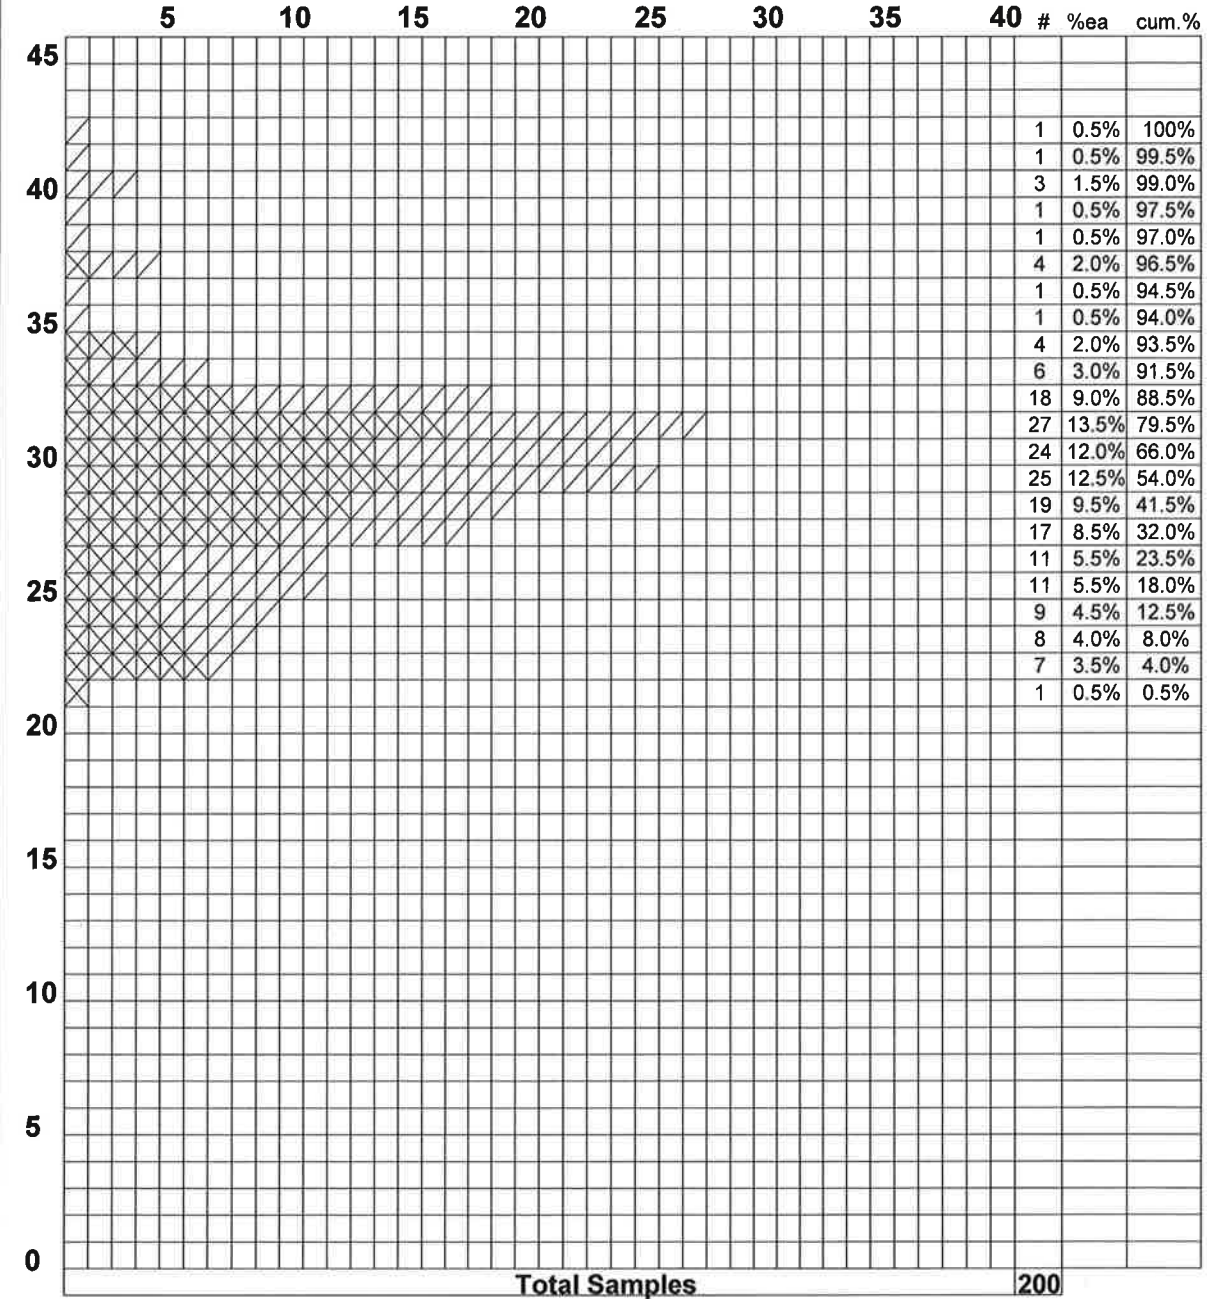 5 10 15 20 25 30 35 40 # %ea cum.%
45
1 0.5% 100%
1 0.5% 99.5%
40 3 1.5% 99.0%
1 0.5% 97.5%
1 0.5% 97.0%
4 2.0% 96.5%
1 0.5% 94.5%
35 1 0.5% 94.0%
4 2.0% 93.5%
6 3.0% 91.5%
18 9.0% 88.5%
27 13.5% 79.5%
30 24 12.0% 66.0%
25 12.5% 54.0%
19 9.5% 41.5%
17 8.5% 32.0%
11 5.5% 23.5%
25 11 5.5% 18.0%
9 4.5% 12.5%
8 4.0% 8.0%
7 3.5% 4.0%
1 0.5% 0.5%
20
15
10
5
0
Total Samples 200